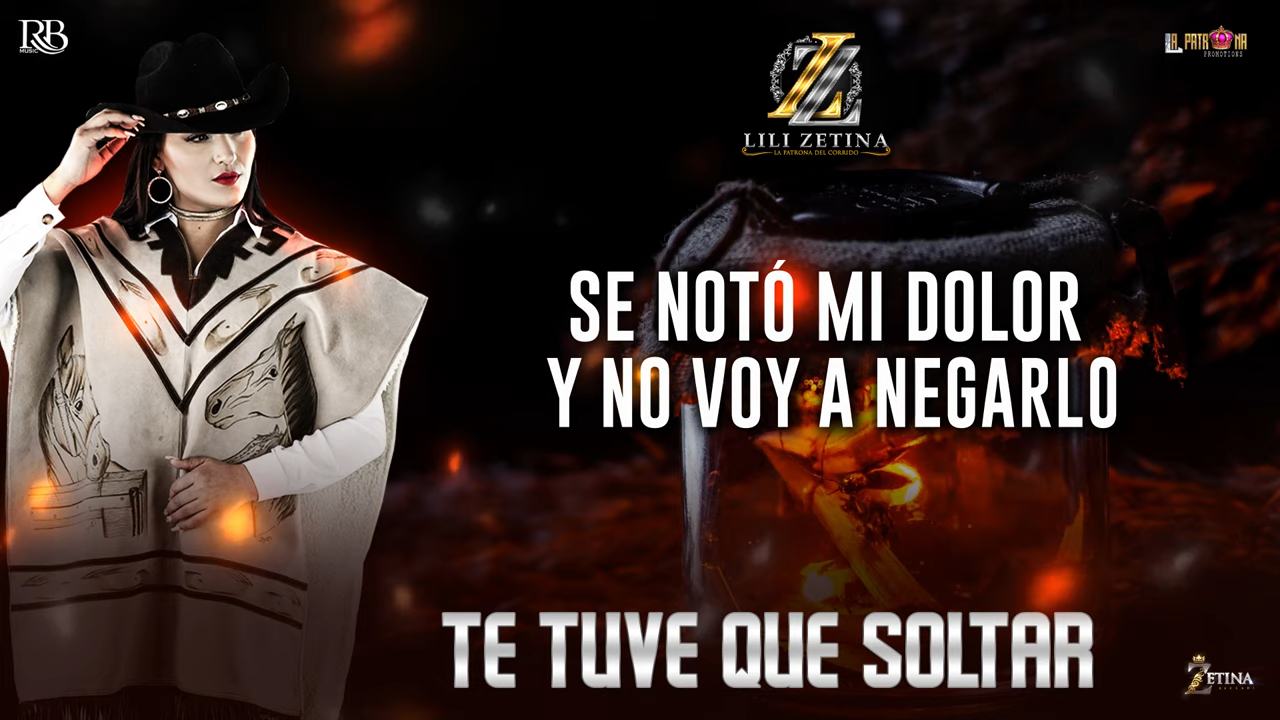 RB
MUSIC
LA PATRONA
PROMOTIONS
LILI ZETINA
LA PATRONA DEL CORRIDO
SE NOTÓ MI DOLOR
Y NO VOY A NEGARLO
TE TUVE QUE SOLTAR
ZETINA